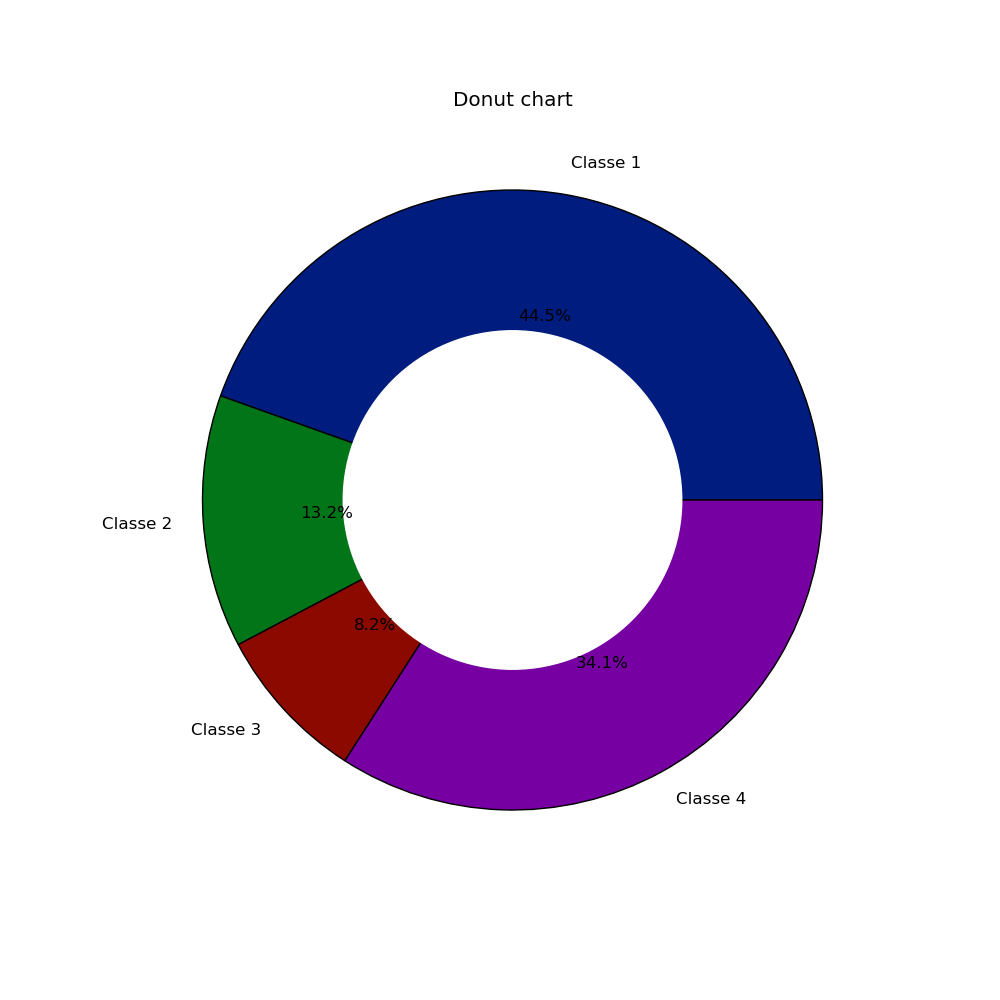 Donut chart
Classe 1
44.5%
13.2%
Classe 2
8.2%
34.1%
Classe 3
Classe 4